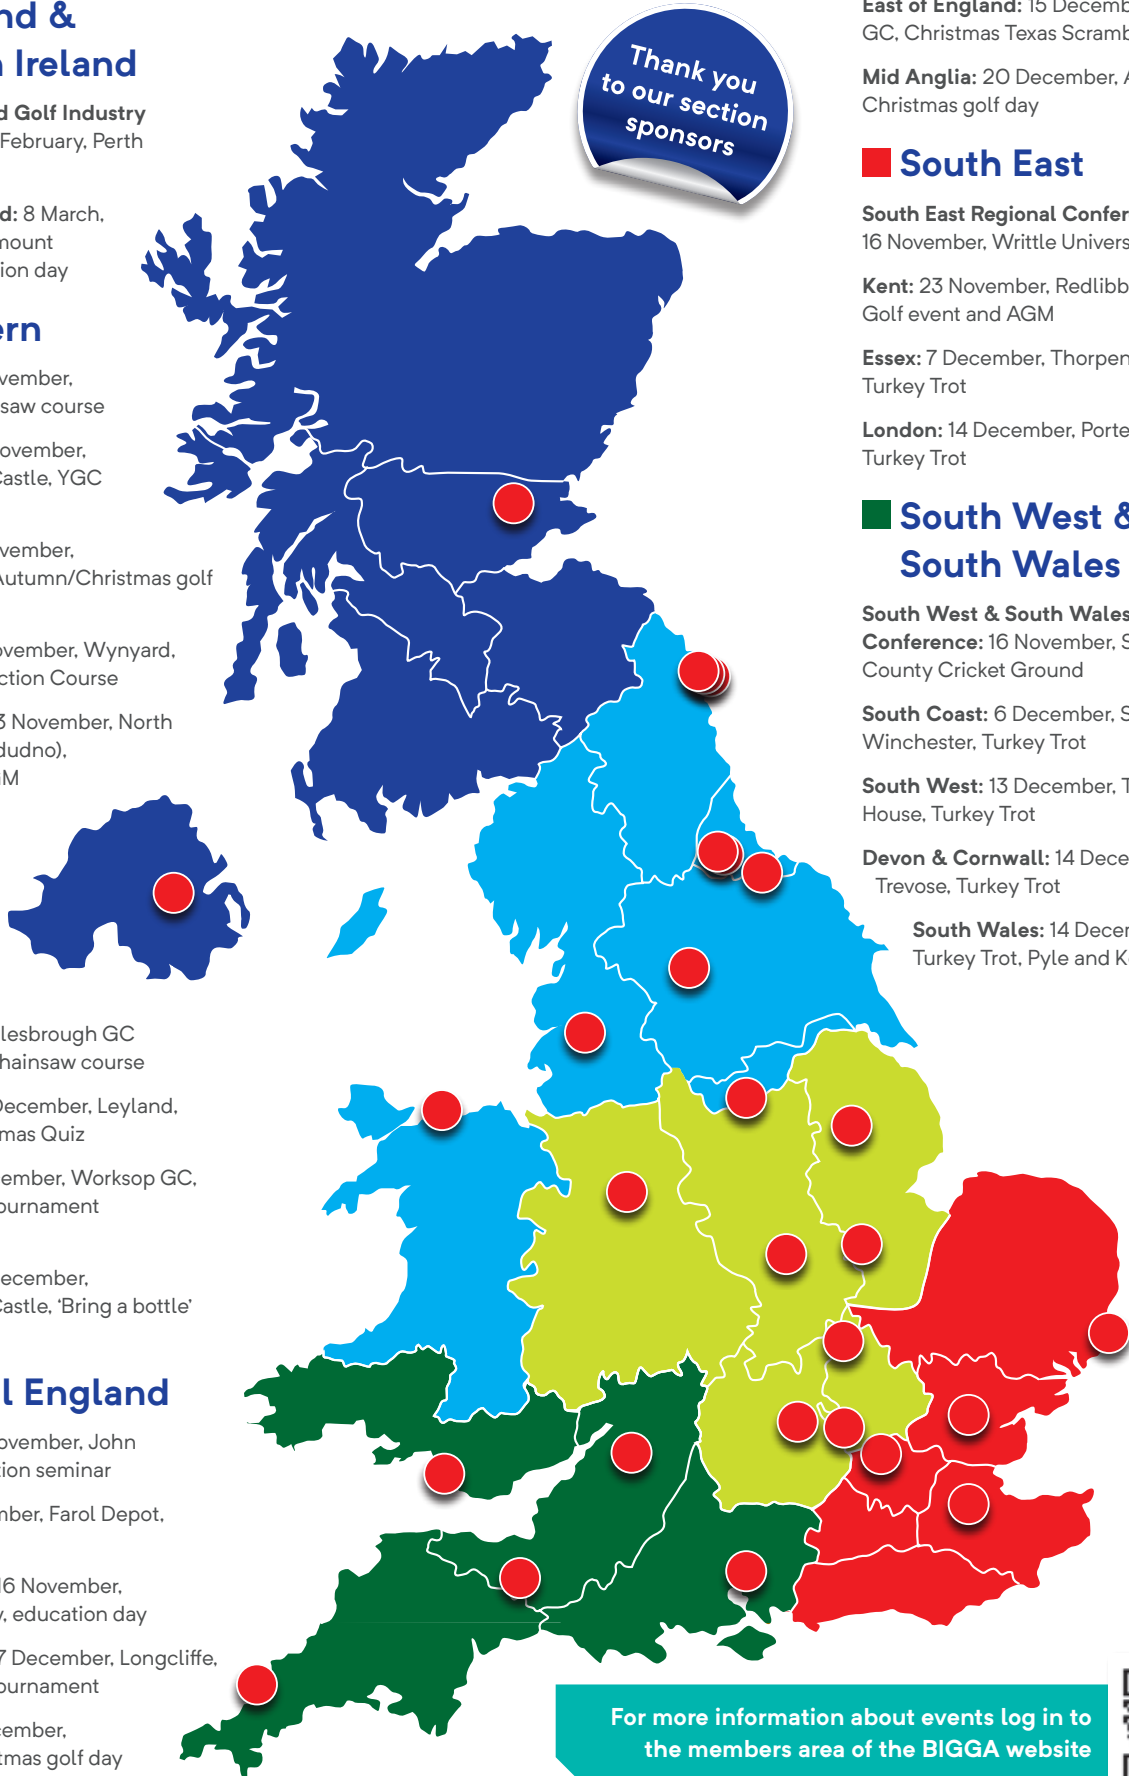 nd &
Ireland
d Golf Industry
February, Perth
d: 8 March,
mount
ion day
ern
vember,
saw course
ovember,
Castle, YGC
vember,
Autumn/Christmas golf
ovember, Wynyard,
ction Course
3 November, North
dudno),
GM
lesbrough GC
hainsaw course
December, Leyland,
mas Quiz
ember, Worksop GC,
ournament
ecember,
Castle, ‘Bring a bottle’
l England
ovember, John
tion seminar
mber, Farol Depot,
16 November,
y, education day
7 December, Longcliffe,
ournament
cember,
tmas golf day
Thank you
to our section
sponsors
East of England: 15 Decemb
GC, Christmas Texas Scramb
Mid Anglia: 20 December, A
Christmas golf day
South East
South East Regional Confer
16 November, Writtle Univers
Kent: 23 November, Redlibb
Golf event and AGM
Essex: 7 December, Thorpen
Turkey Trot
London: 14 December, Porte
Turkey Trot
South West &
South Wales
South West & South Wales
Conference: 16 November, S
County Cricket Ground
South Coast: 6 December, S
Winchester, Turkey Trot
South West: 13 December, T
House, Turkey Trot
Devon & Cornwall: 14 Dece
Trevose, Turkey Trot
South Wales: 14 Decem
Turkey Trot, Pyle and K
For more information about events log in to
the members area of the BIGGA website